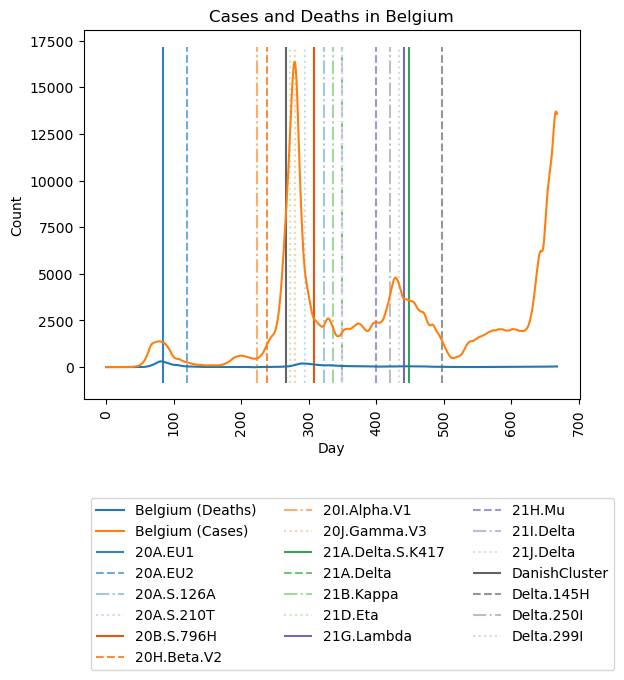 Cases and Deaths in Belgium
17500
15000
12500
10000
7500
5000
2500
0
Count
0 100 200 300 400 500 600 700
Day
Belgium (Deaths) 20I.Alpha.V1 21H.Mu
Belgium (Cases) 20J.Gamma.V3 21I.Delta
20A.EU1 21A.Delta.S.K417 21J.Delta
20A.EU2 21A.Delta DanishCluster
20A.S.126A 21B.Kappa Delta.145H
20A.S.210T 21D.Eta Delta.250I
20B.S.796H 21G.Lambda Delta.299I
20H.Beta.V2